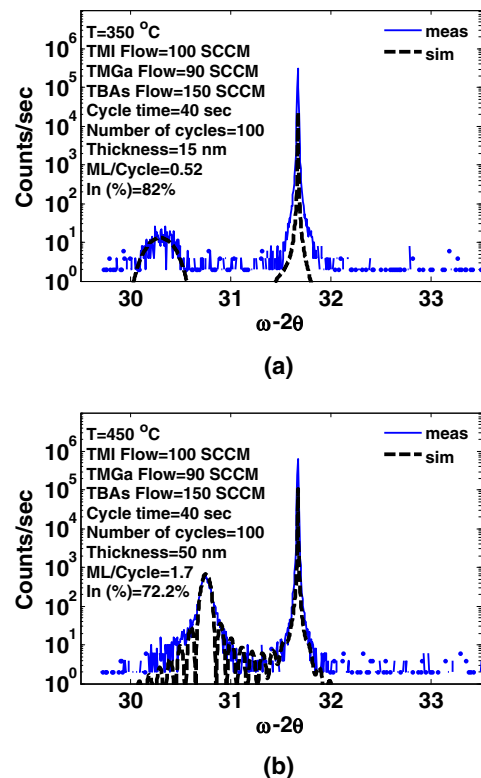 T=350 °C
TMI Flow=100 SCCM
TMGa Flow=90 SCCM
TBAs Flow=150 SCCM
Cycle time=40 sec
Number of cycles=100
Thickness=15 nm
ML/Cycle=0.52
In (%)=82%
meas
sim
Counts/sec
10^6
10^5
10^4
10^3
10^2
10^1
10^0
30 31 32 33
ω-2θ
(a)
T=450 °C
TMI Flow=100 SCCM
TMGa Flow=90 SCCM
TBAs Flow=150 SCCM
Cycle time=40 sec
Number of cycles=100
Thickness=50 nm
ML/Cycle=1.7
In (%)=72.2%
meas
sim
Counts/sec
10^6
10^5
10^4
10^3
10^2
10^1
10^0
30 31 32 33
ω-2θ
(b)